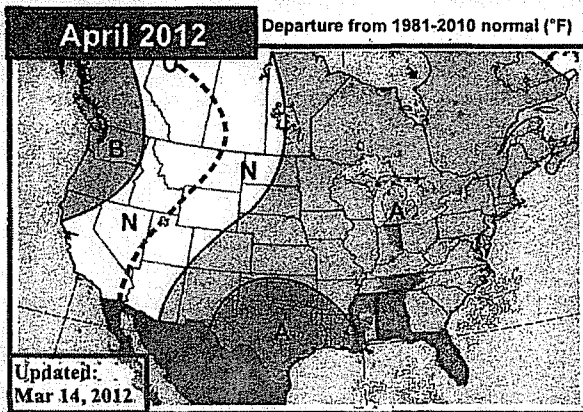 April 2012
Departure from 1981-2010 normal (°F)
B
N
N
A
A
Updated:
Mar 14, 2012